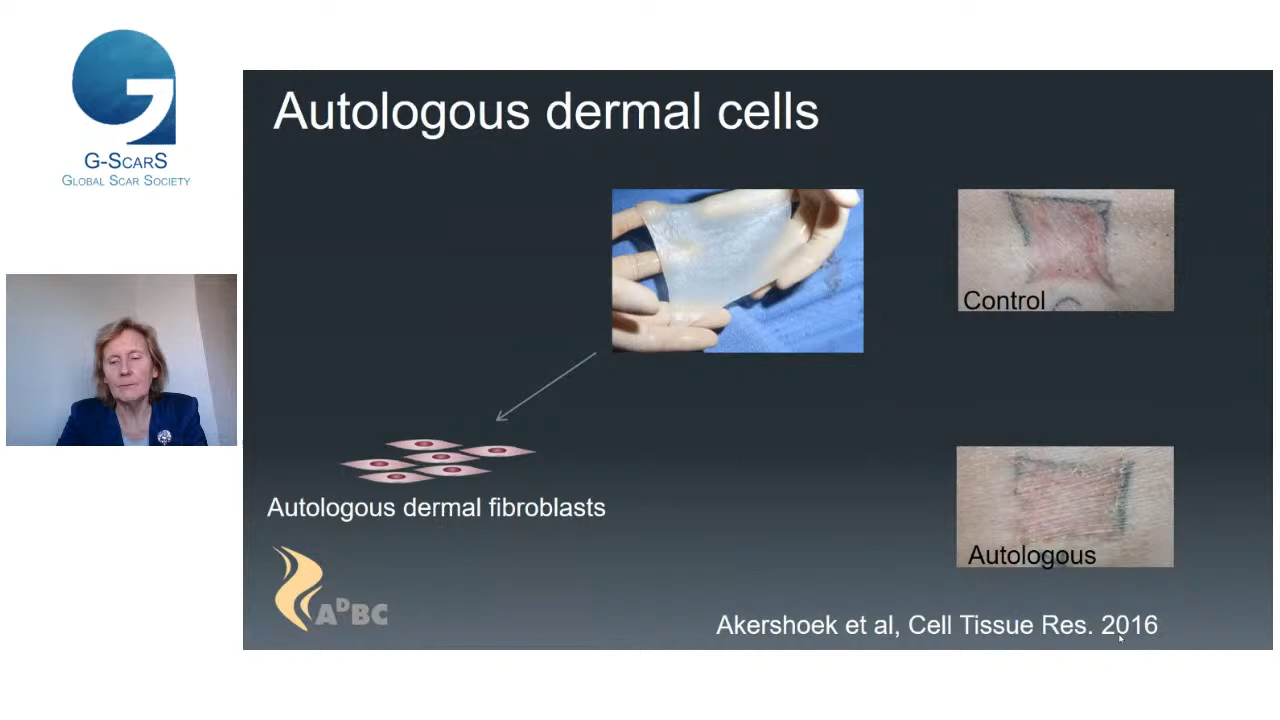 G-SCARS
GLOBAL SCAR SOCIETY
Autologous dermal cells
Control
Autologous dermal fibroblasts
Autologous
ADBC
Akershoek et al, Cell Tissue Res. 2016